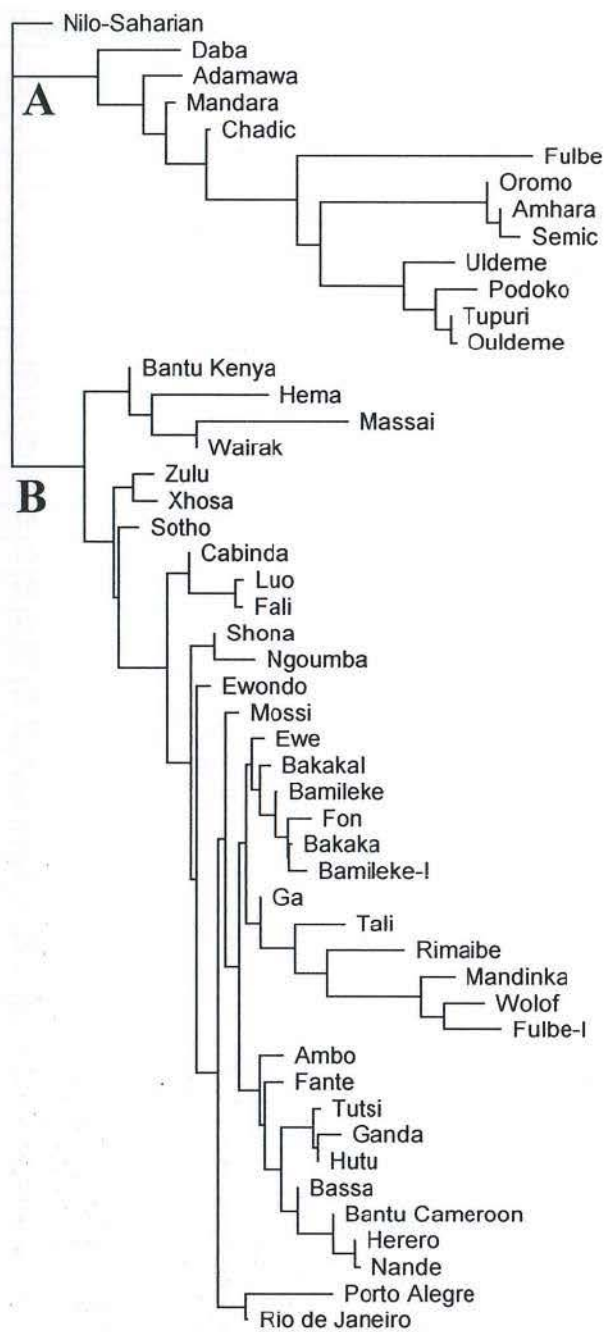 Nilo-Saharian
Daba
Adamawa
A
Mandara
Chadic
Fulbe
Oromo
Amhara
Semic
Uldeme
Podoko
Tupuri
Ouldeme
Bantu Kenya
Hema
Massai
Wairak
Zulu
B
Xhosa
Sotho
Cabinda
Luo
Fali
Shona
Ngoumba
Ewondo
Mossi
Ewe
Bakakal
Bamileke
Fon
Bakaka
Bamileke-I
Ga
Tali
Rimaibe
Mandinka
Wolof
Fulbe-I
Ambo
Fante
Tutsi
Ganda
Hutu
Bassa
Bantu Cameroon
Herero
Nande
Porto Alegre
Rio de Janeiro